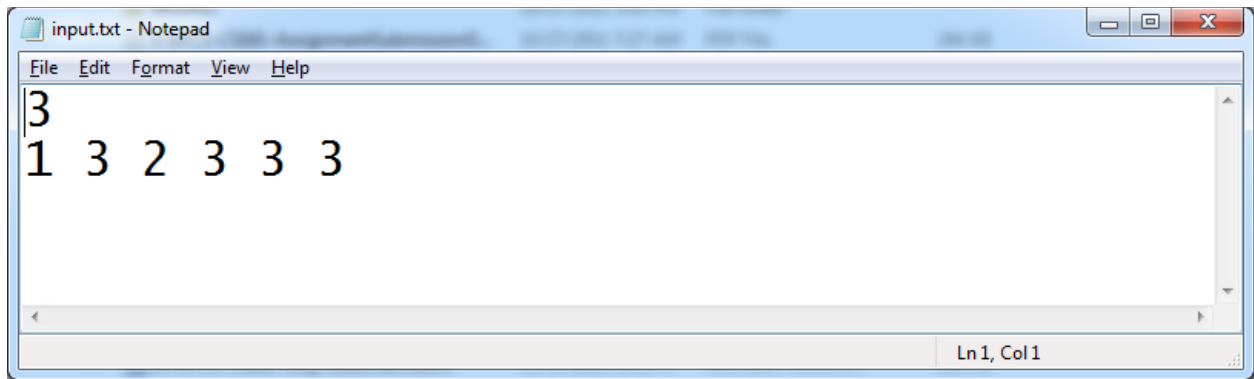 input.txt - Notepad
File Edit Format View Help
3
1 3 2 3 3 3
Ln 1, Col 1